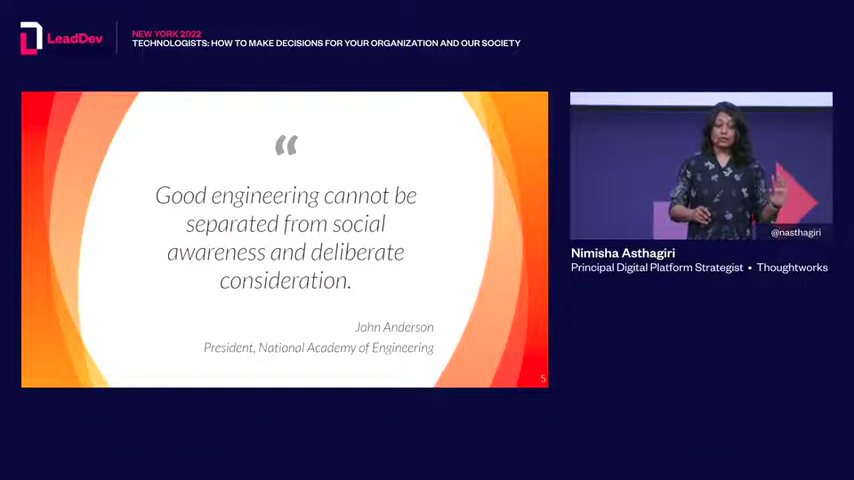 LeadDev
NEW YORK 2022
TECHNOLOGISTS: HOW TO MAKE DECISIONS FOR YOUR ORGANIZATION AND OUR SOCIETY
“
Good engineering cannot be
separated from social
awareness and deliberate
consideration.
John Anderson
President, National Academy of Engineering
5
@nasthagiri
Nimisha Asthagiri
Principal Digital Platform Strategist • Thoughtworks